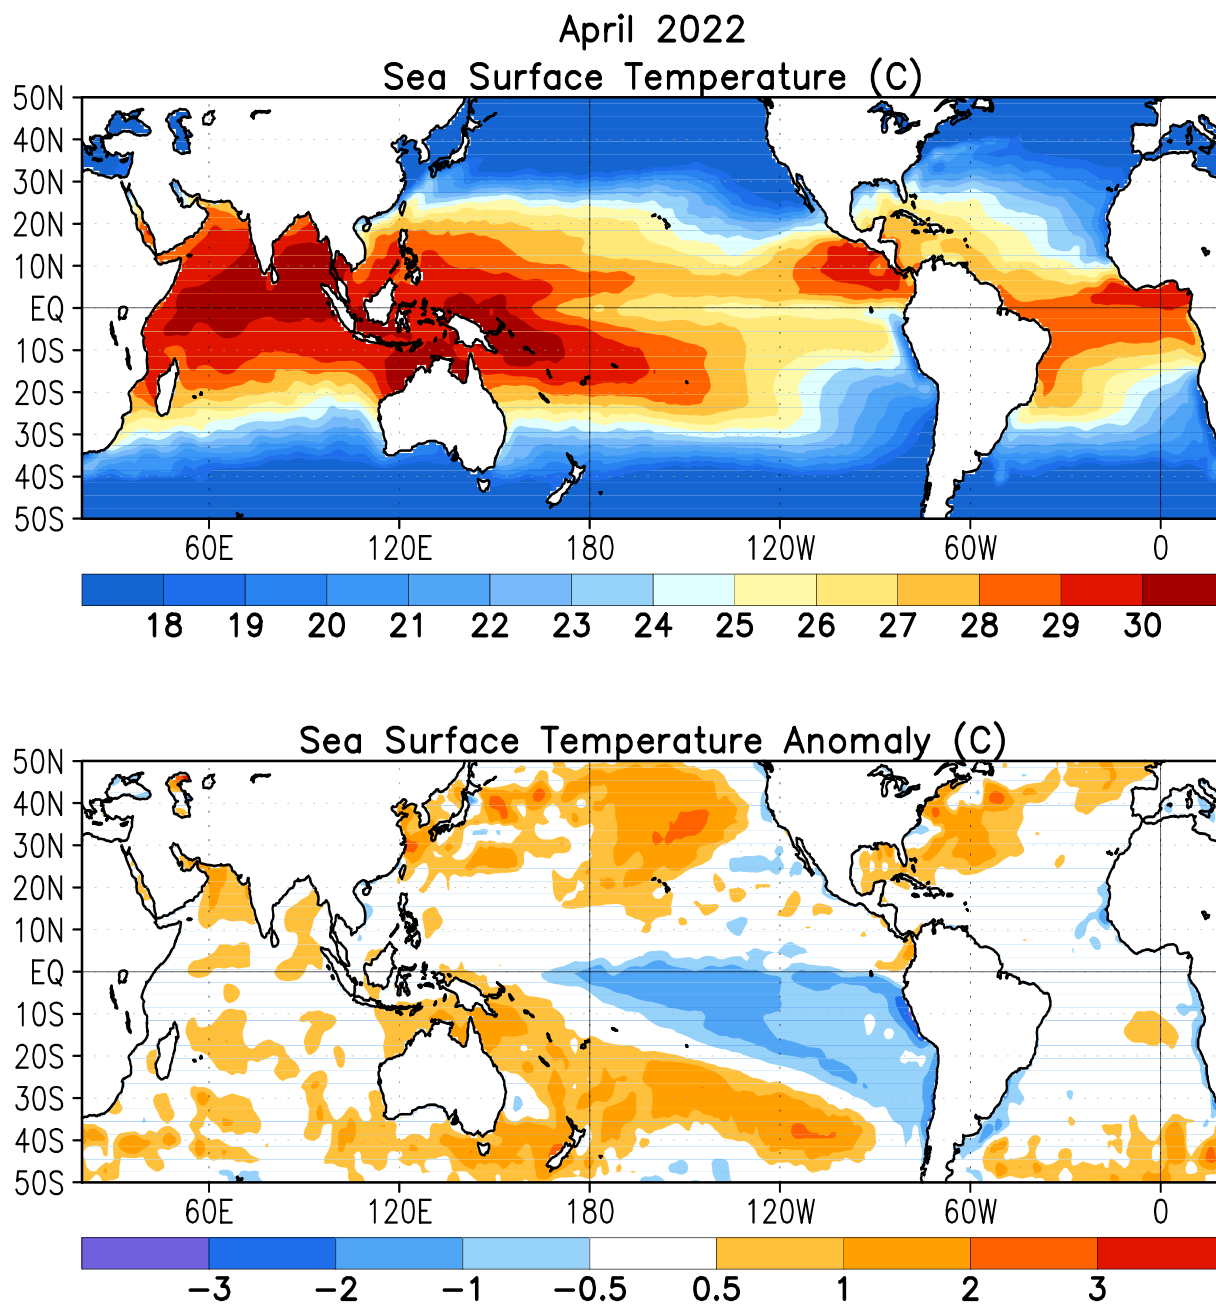 April 2022
Sea Surface Temperature (C)
50N
40N
30N
20N
10N
EQ
10S
20S
30S
40S
50S
60E 120E 180 120W 60W 0
18 19 20 21 22 23 24 25 26 27 28 29 30
Sea Surface Temperature Anomaly (C)
50N
40N
30N
20N
10N
EQ
10S
20S
30S
40S
50S
60E 120E 180 120W 60W 0
−3 −2 −1 −0.5 0.5 1 2 3